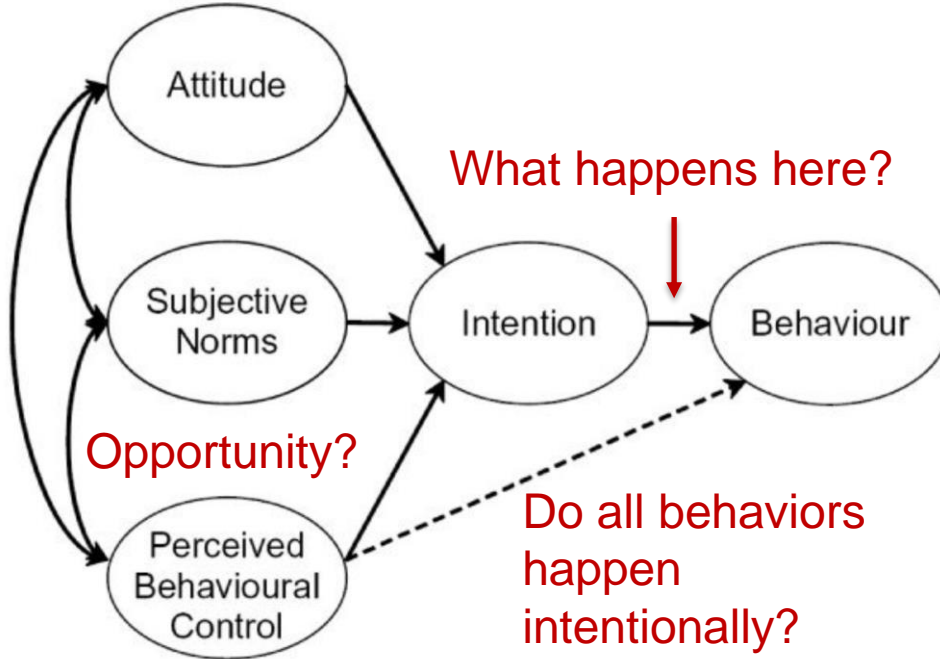 Attitude
What happens here?
Subjective
Norms
Intention
Behaviour
Opportunity?
Perceived
Behavioural
Control
Do all behaviors
happen
intentionally?